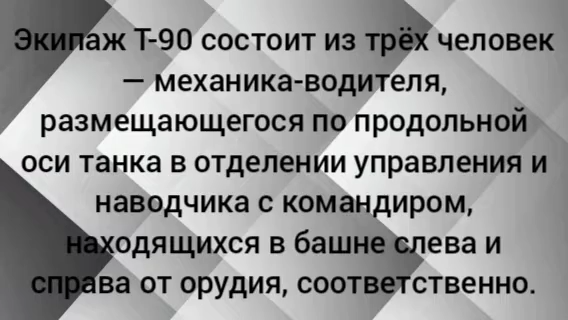 Экипаж Т-90 состоит из трёх человек
— механика-водителя,
размещающегося по продольной
оси танка в отделении управления и
наводчика с командиром,
находящихся в башне слева и
справа от орудия, соответственно.